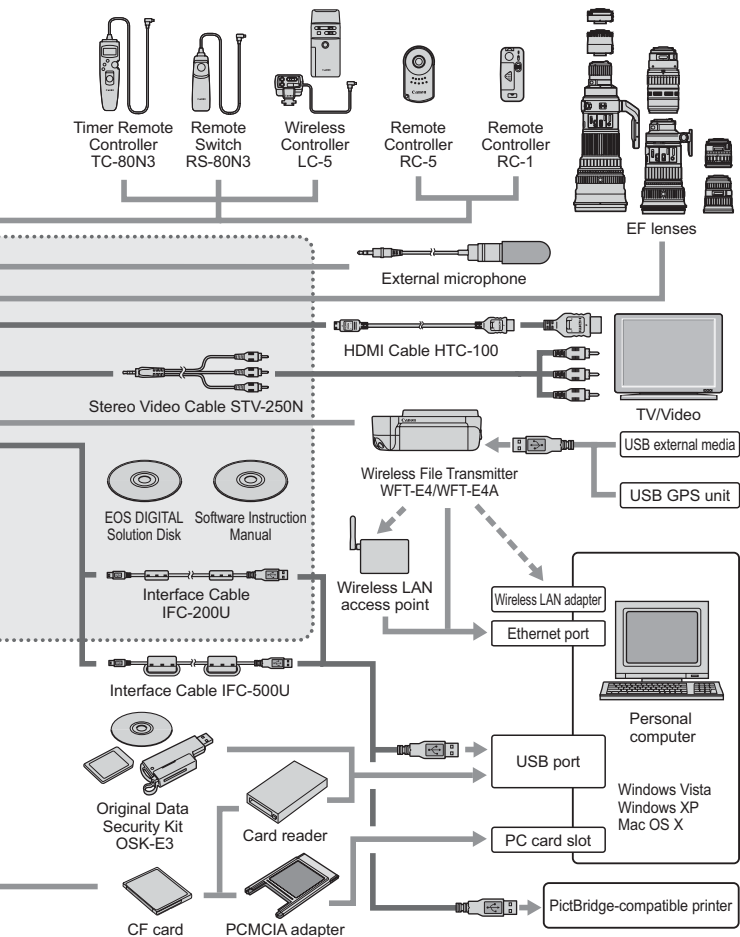 Timer Remote
Controller
TC-80N3
Remote
Switch
RS-80N3
Wireless
Controller
LC-5
Remote
Controller
RC-5
Remote
Controller
RC-1
EF lenses
External microphone
HDMI Cable HTC-100
Stereo Video Cable STV-250N
TV/Video
USB external media
USB GPS unit
Wireless File Transmitter
WFT-E4/WFT-E4A
EOS DIGITAL
Solution Disk
Software Instruction
Manual
Interface Cable
IFC-200U
Wireless LAN
access point
Wireless LAN adapter
Ethernet port
Interface Cable IFC-500U
Personal
computer
USB port
Windows Vista
Windows XP
Mac OS X
Original Data
Security Kit
OSK-E3
Card reader
PC card slot
CF card
PCMCIA adapter
PictBridge-compatible printer
Canon
Canon